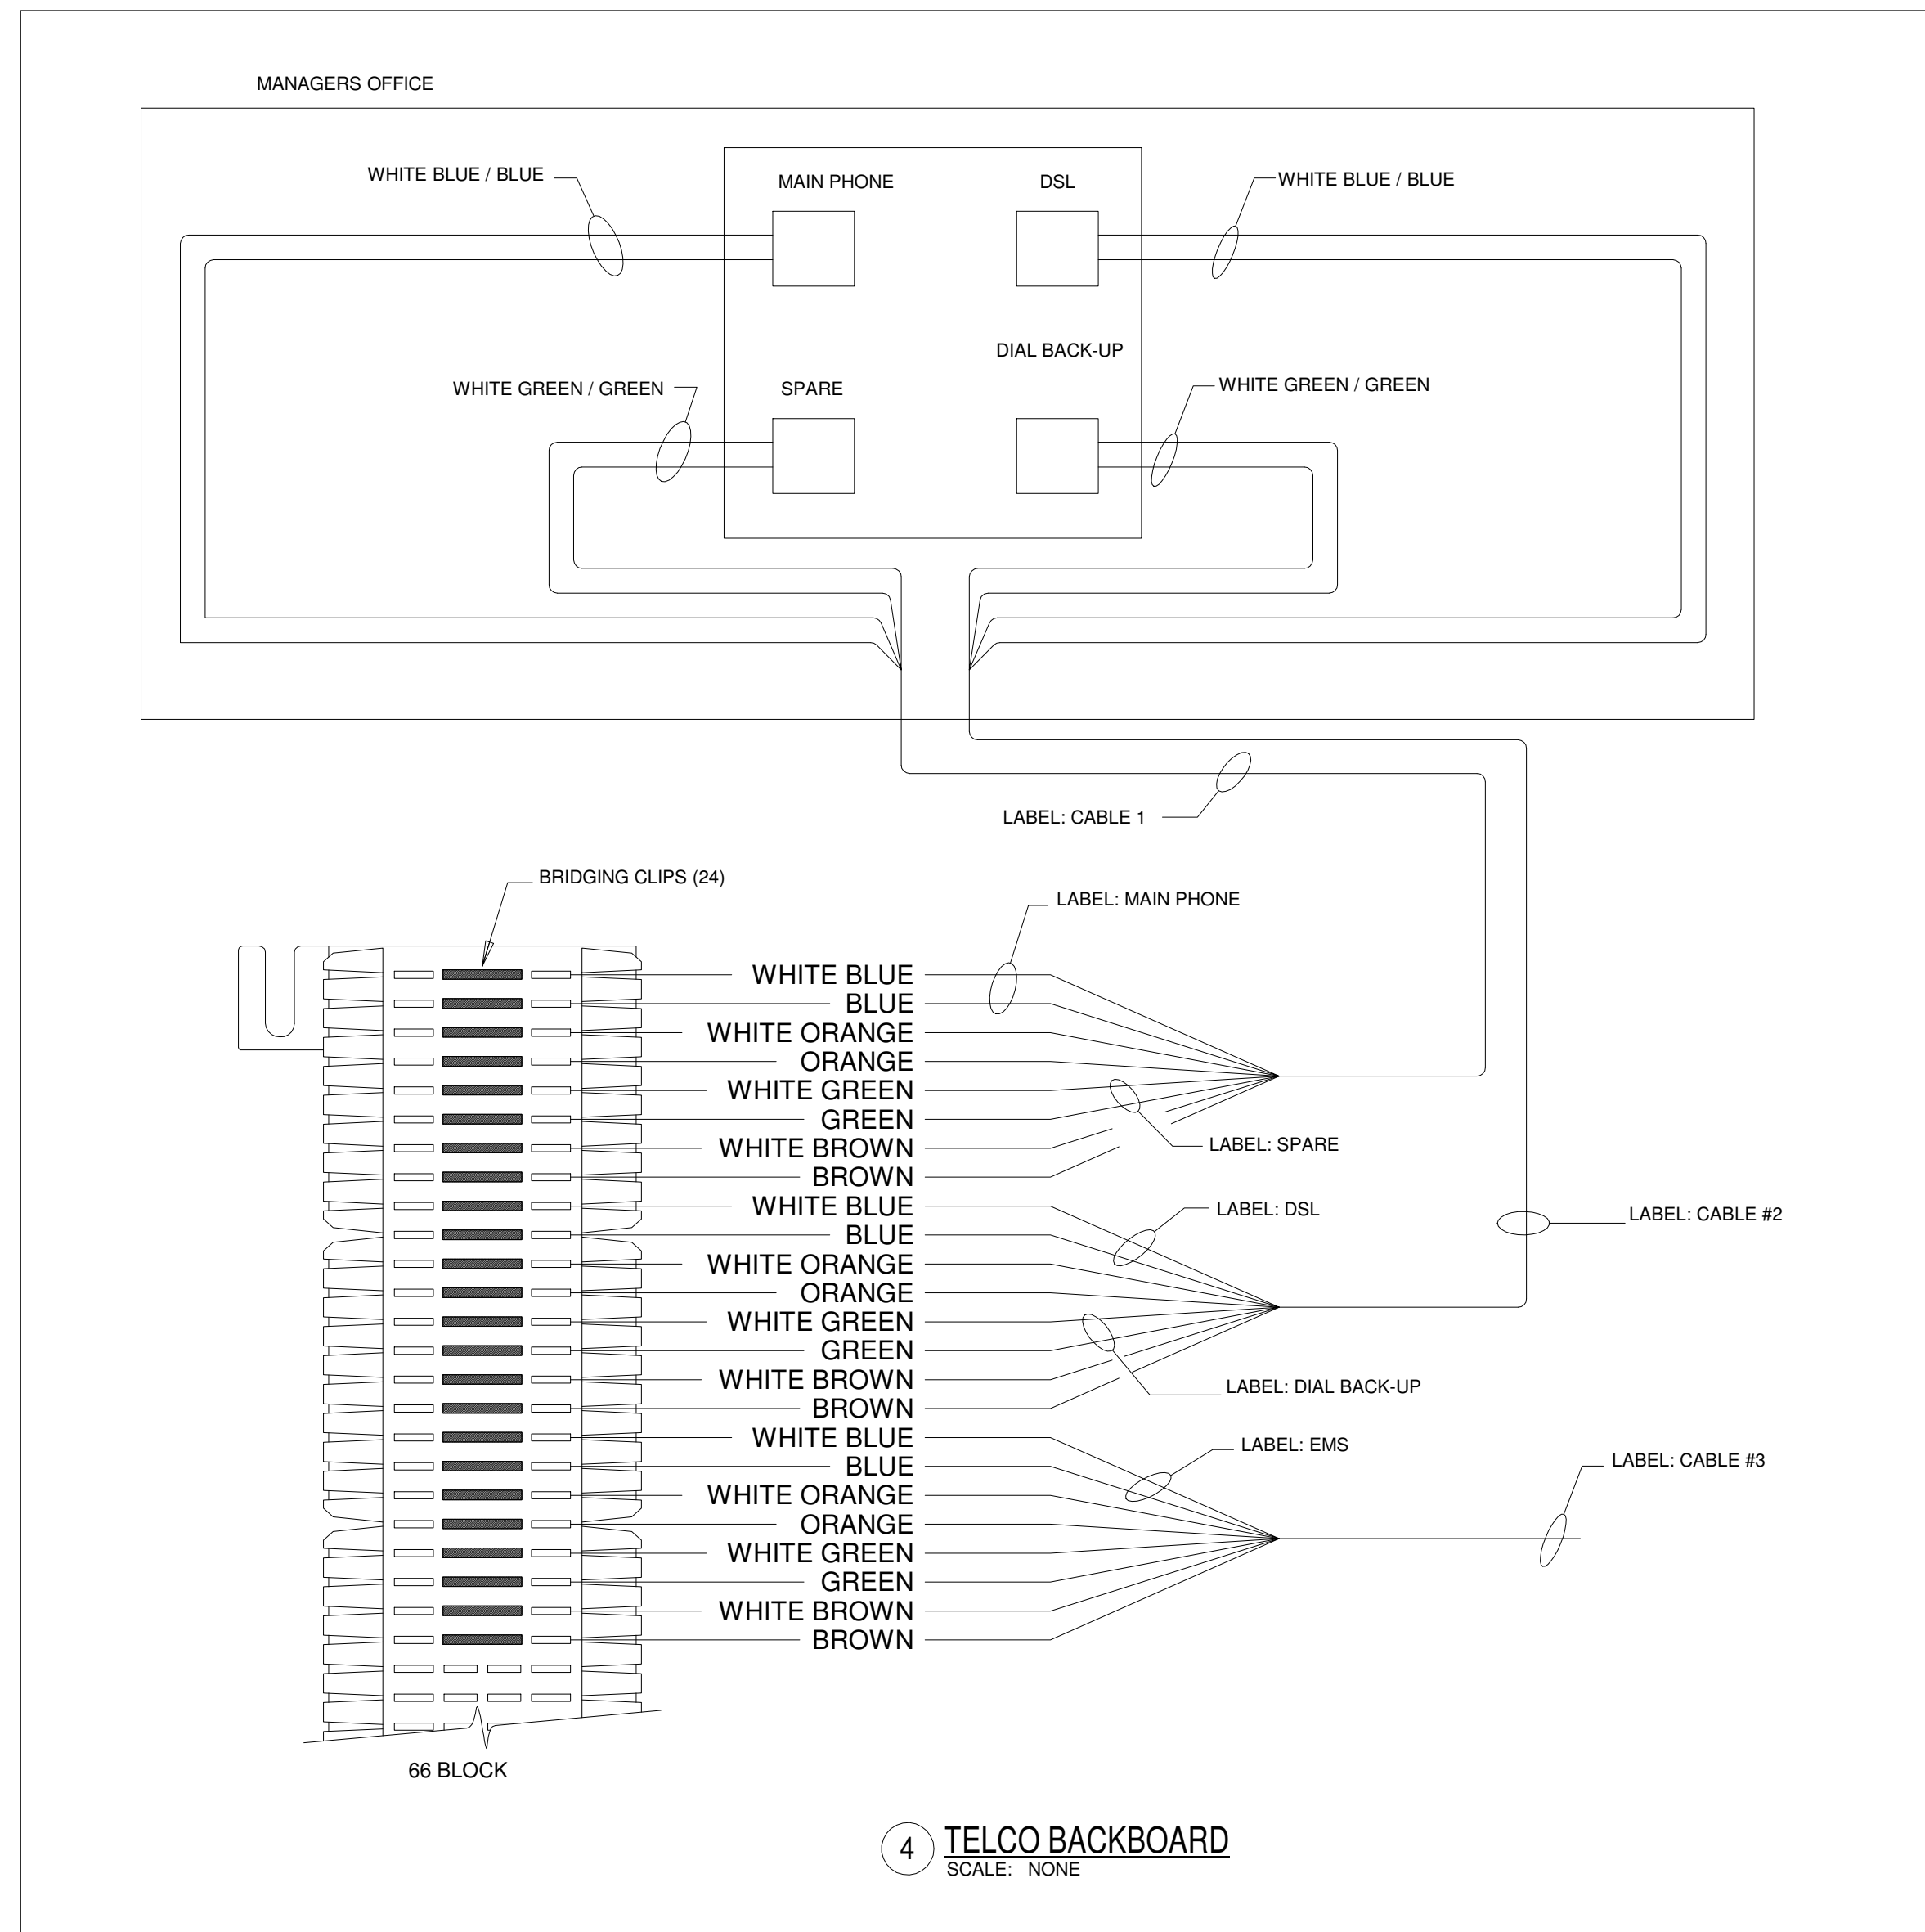 MANAGERS OFFICE
WHITE BLUE / BLUE
MAIN PHONE
DSL
WHITE BLUE / BLUE
DIAL BACK-UP
WHITE GREEN / GREEN
SPARE
WHITE GREEN / GREEN
LABEL: CABLE 1
BRIDGING CLIPS (24)
LABEL: MAIN PHONE
WHITE BLUE
BLUE
WHITE ORANGE
ORANGE
WHITE GREEN
GREEN
LABEL: SPARE
WHITE BROWN
BROWN
WHITE BLUE
LABEL: DSL
LABEL: CABLE #2
BLUE
WHITE ORANGE
ORANGE
WHITE GREEN
GREEN
WHITE BROWN
LABEL: DIAL BACK-UP
BROWN
WHITE BLUE
LABEL: EMS
LABEL: CABLE #3
BLUE
WHITE ORANGE
ORANGE
WHITE GREEN
GREEN
WHITE BROWN
BROWN
66 BLOCK
4 TELCO BACKBOARD
SCALE: NONE